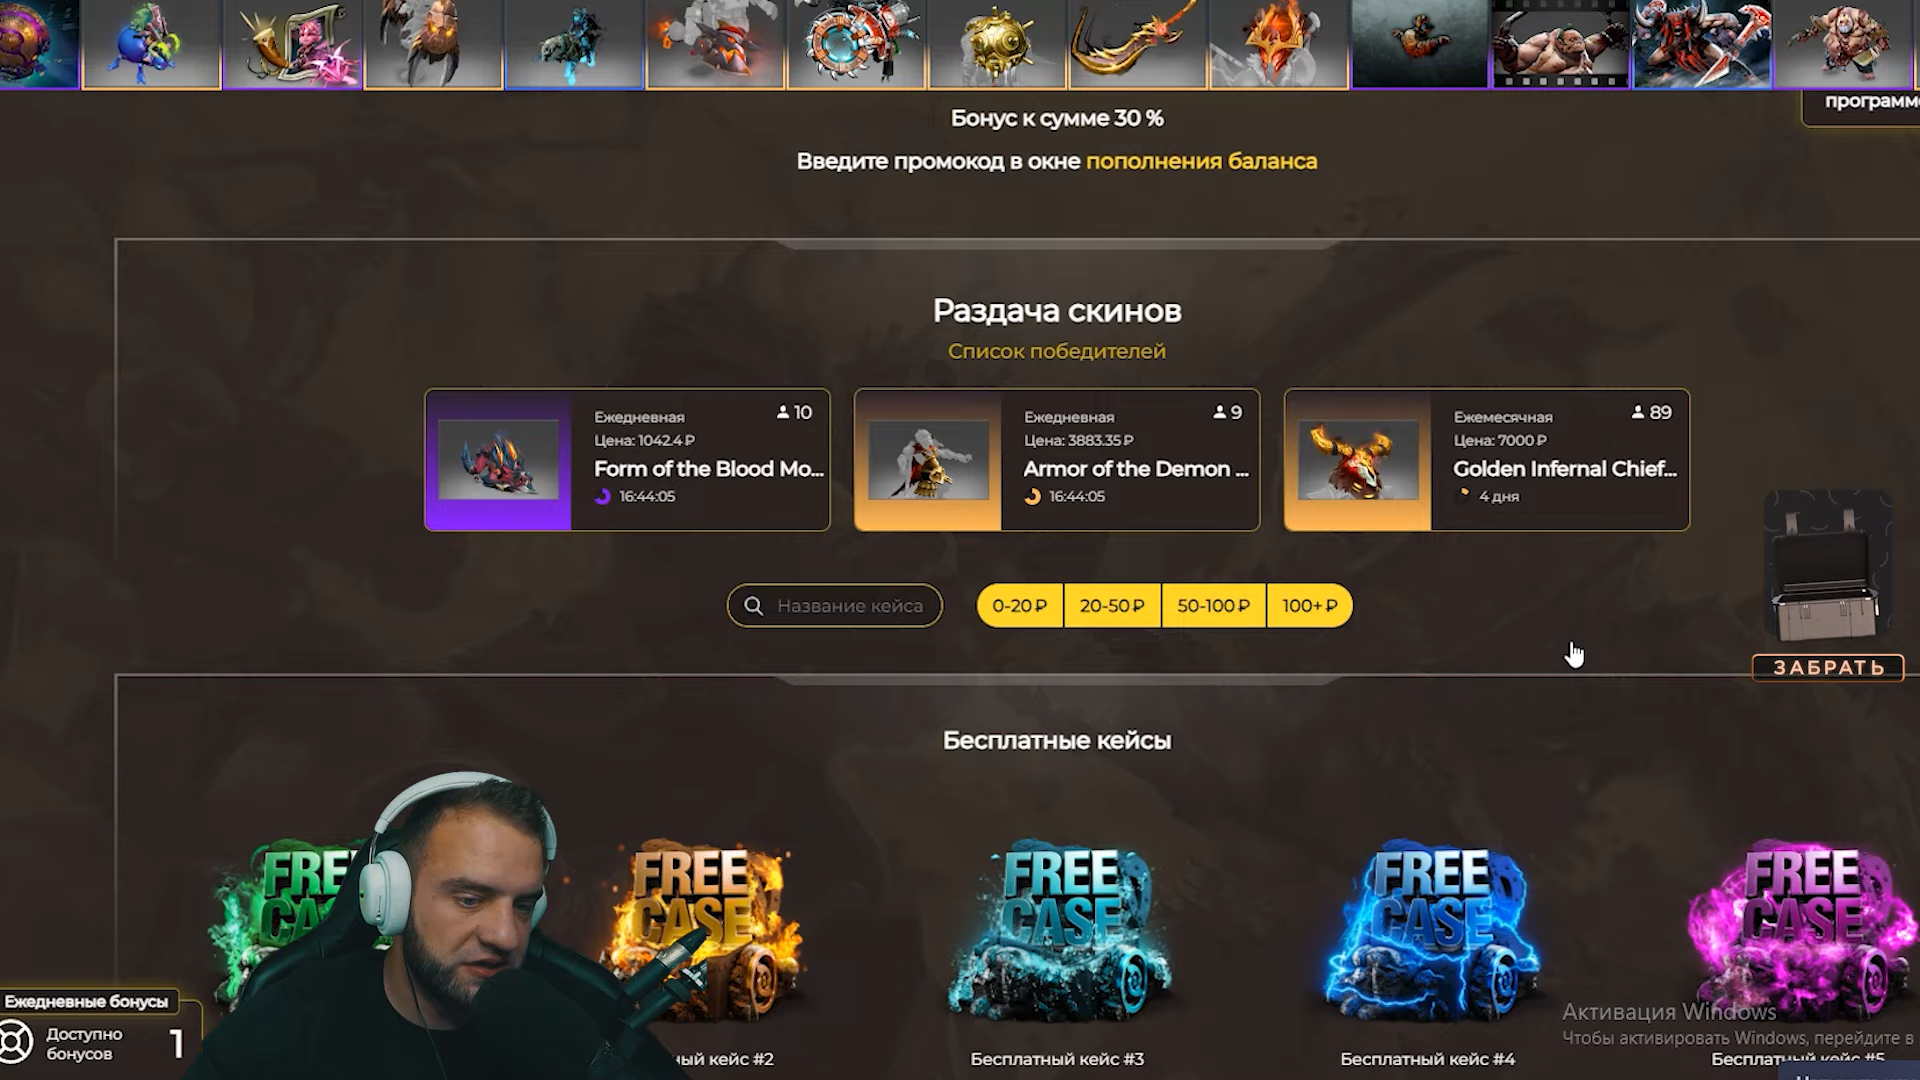 программ
Бонус к сумме 30 %
Введите промокод в окне пополнения баланса
Раздача скинов
Список победителей
Ежедневная
10
Цена: 1042.4 ₽
Form of the Blood Mo...
16:44:05
Ежедневная
9
Цена: 3883.35 ₽
Armor of the Demon ...
16:44:05
Ежемесячная
89
Цена: 7000 ₽
Golden Infernal Chief...
4 дня
Название кейса
0-20 ₽
20-50 ₽
50-100 ₽
100+ ₽
ЗАБРАТЬ
Бесплатные кейсы
FREE
CASE
FREE
CASE
FREE
CASE
FREE
CASE
FREE
CASE
Ежедневные бонусы
Доступно
бонусов
1
ный кейс #2
Бесплатный кейс #3
Бесплатный кейс #4
Бесплатный кейс #5
Активация Windows
Чтобы активировать Windows, перейдите в